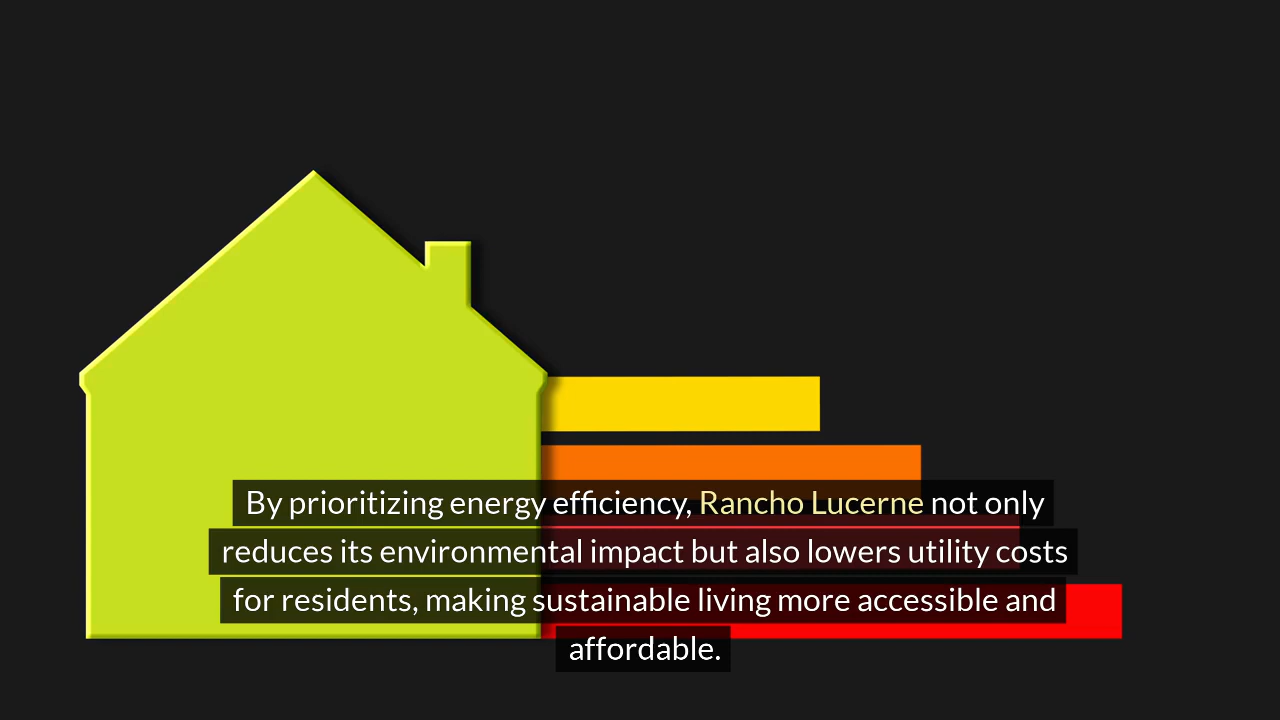 By prioritizing energy efficiency, Rancho Lucerne not only
reduces its environmental impact but also lowers utility costs
for residents, making sustainable living more accessible and
affordable.